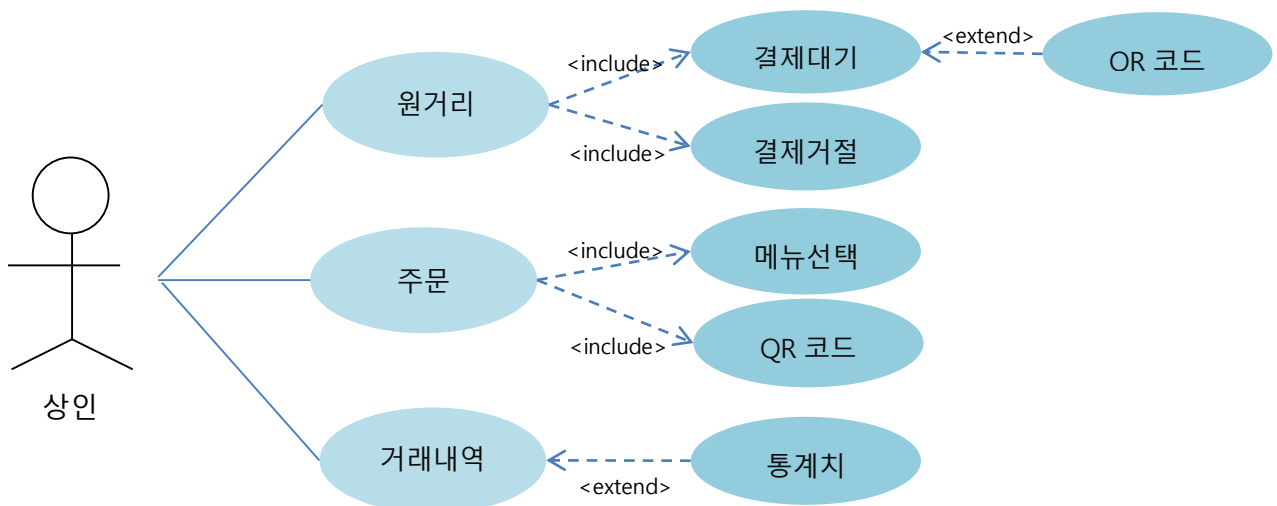 <extend>
결제대기
OR 코드
<include>
원거리
결제거절
<include>
메뉴선택
<include>
주문
QR 코드
<include>
상인
거래내역
통계치
<extend>